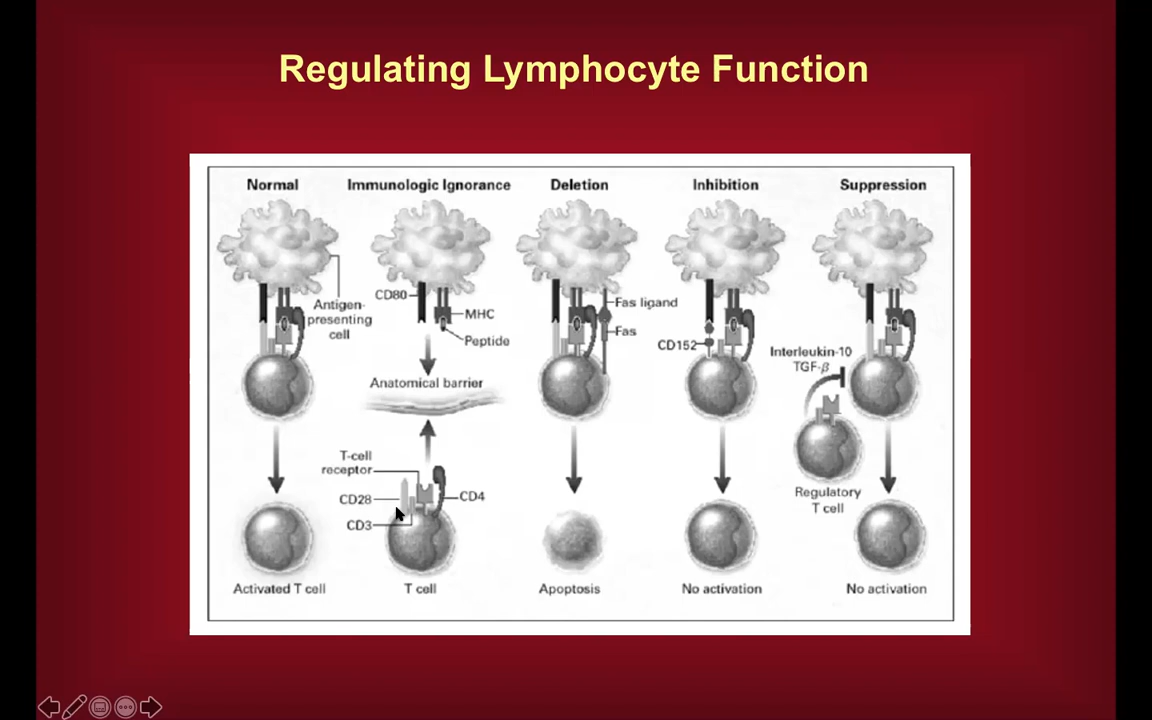 Regulating Lymphocyte Function
Normal
Immunologic Ignorance
Deletion
Inhibition
Suppression
Antigen-
presenting
cell
CD80
MHC
Peptide
Anatomical barrier
T-cell
receptor
CD28
CD3
CD4
Fas ligand
Fas
CD152
Interleukin-10
TGF-β
Regulatory
T cell
Activated T cell
T cell
Apoptosis
No activation
No activation